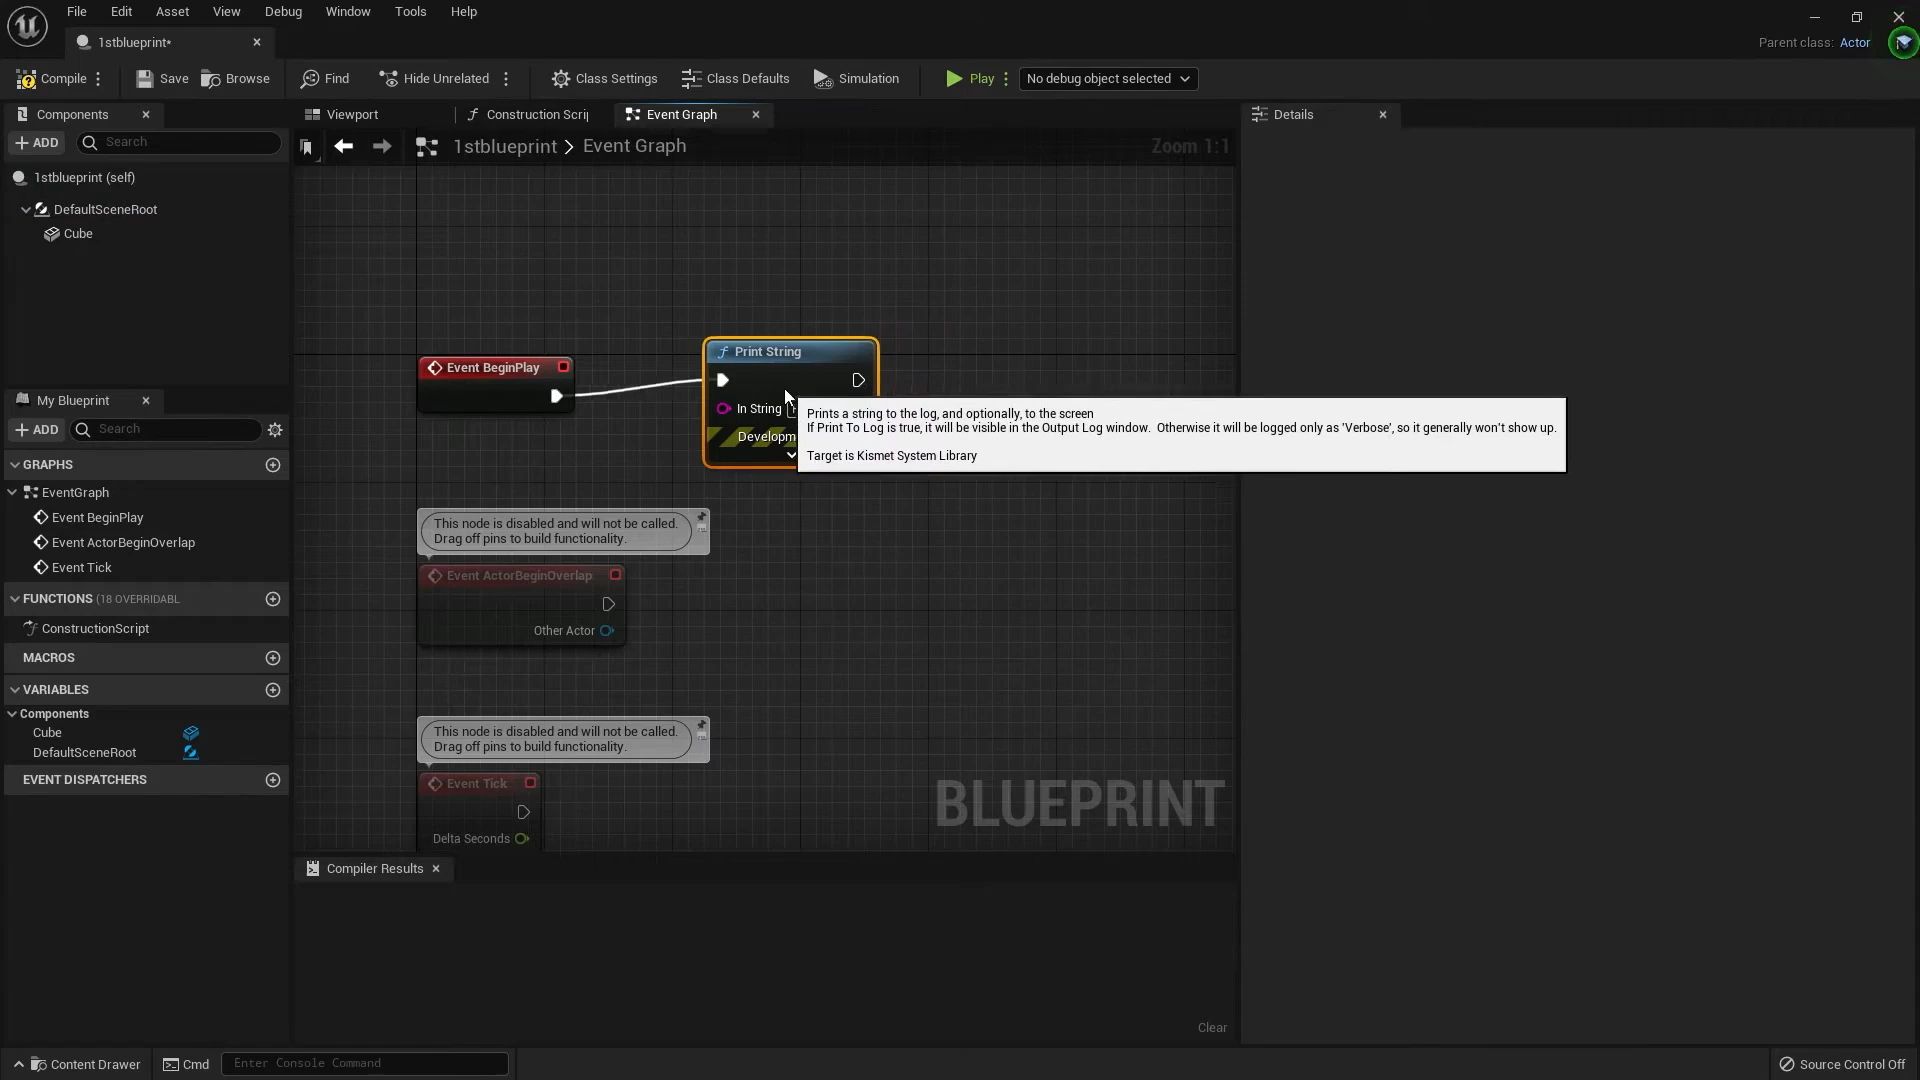 File Edit Asset View Debug Window Tools Help
1stblueprint*
Parent class: Actor
Compile Save Browse Find Hide Unrelated Class Settings Class Defaults Simulation Play No debug object selected
Components
Viewport
Construction Scri
Event Graph
Details
ADD
Search
1stblueprint > Event Graph
Zoom 1:1
1stblueprint (self)
DefaultSceneRoot
Cube
Event BeginPlay
Print String
In String
Developm
Prints a string to the log, and optionally, to the screen
If Print To Log is true, it will be visible in the Output Log window. Otherwise it will be logged only as 'Verbose', so it generally won't show up.
Target is Kismet System Library
My Blueprint
ADD
Search
GRAPHS
EventGraph
Event BeginPlay
Event ActorBeginOverlap
Event Tick
FUNCTIONS (18 OVERRIDABL
ConstructionScript
MACROS
VARIABLES
Components
Cube
DefaultSceneRoot
EVENT DISPATCHERS
This node is disabled and will not be called.
Drag off pins to build functionality.
Event ActorBeginOverlap
Other Actor
This node is disabled and will not be called.
Drag off pins to build functionality.
Event Tick
Delta Seconds
BLUEPRINT
Compiler Results
Clear
Content Drawer
Cmd
Enter Console Command
Source Control Off